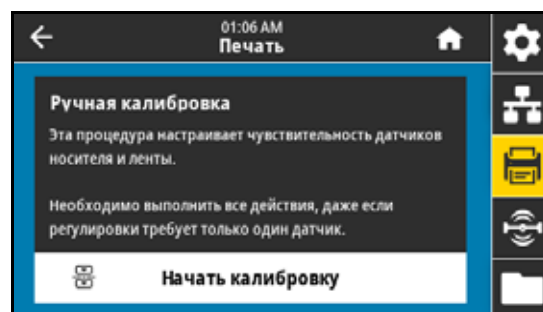 01:06 AM
Печать
Ручная калибровка
Эта процедура настраивает чувствительность датчиков
носителя и ленты.
Необходимо выполнить все действия, даже если
регулировки требует только один датчик.
Начать калибровку